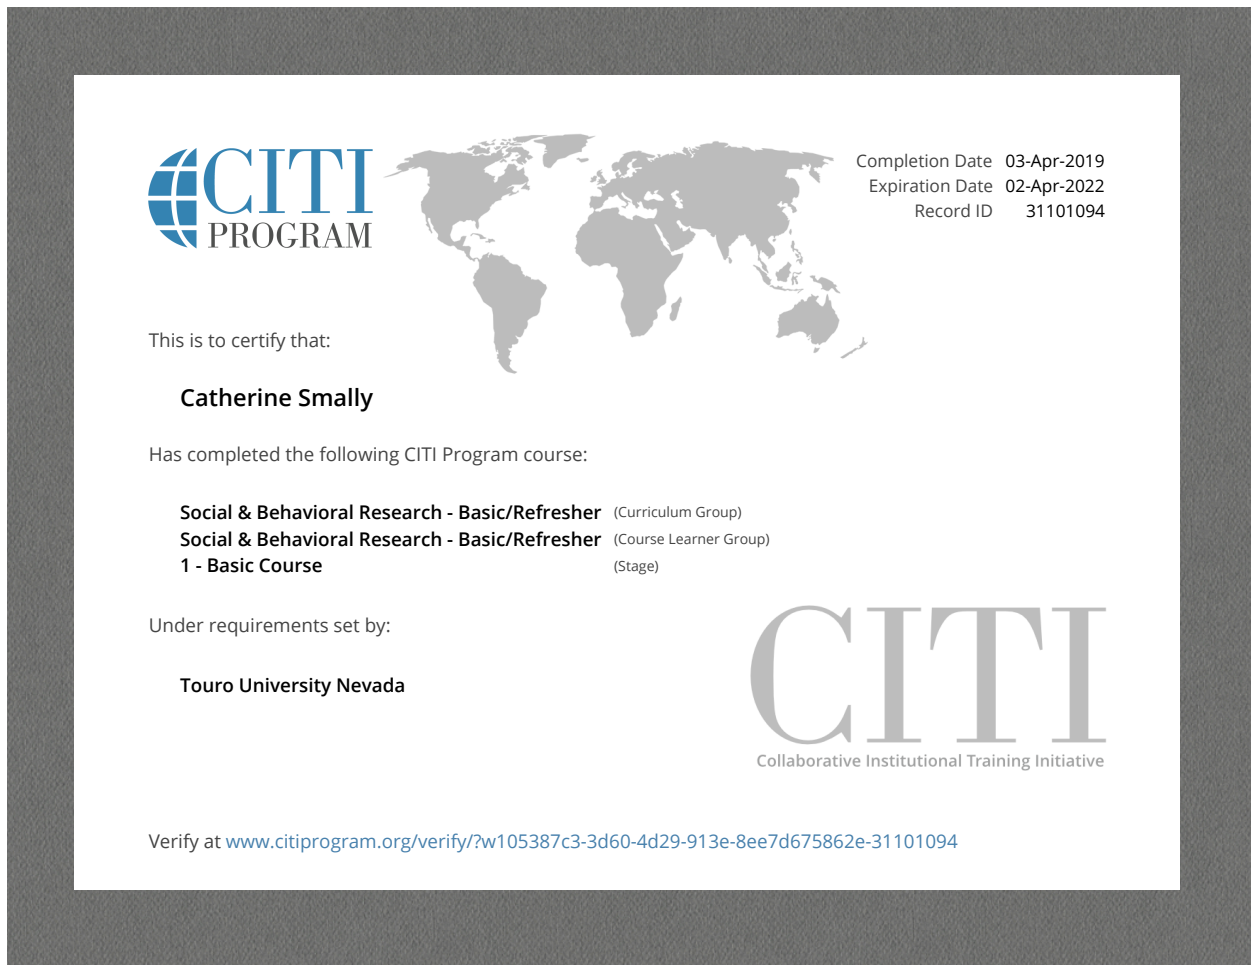 CITI
PROGRAM
Completion Date 03-Apr-2019
Expiration Date 02-Apr-2022
Record ID 31101094
This is to certify that:
Catherine Smally
Has completed the following CITI Program course:
Social & Behavioral Research - Basic/Refresher (Curriculum Group)
Social & Behavioral Research - Basic/Refresher (Course Learner Group)
1 - Basic Course (Stage)
Under requirements set by:
Touro University Nevada
CITI
Collaborative Institutional Training Initiative
Verify at www.citiprogram.org/verify/?w105387c3-3d60-4d29-913e-8ee7d675862e-31101094